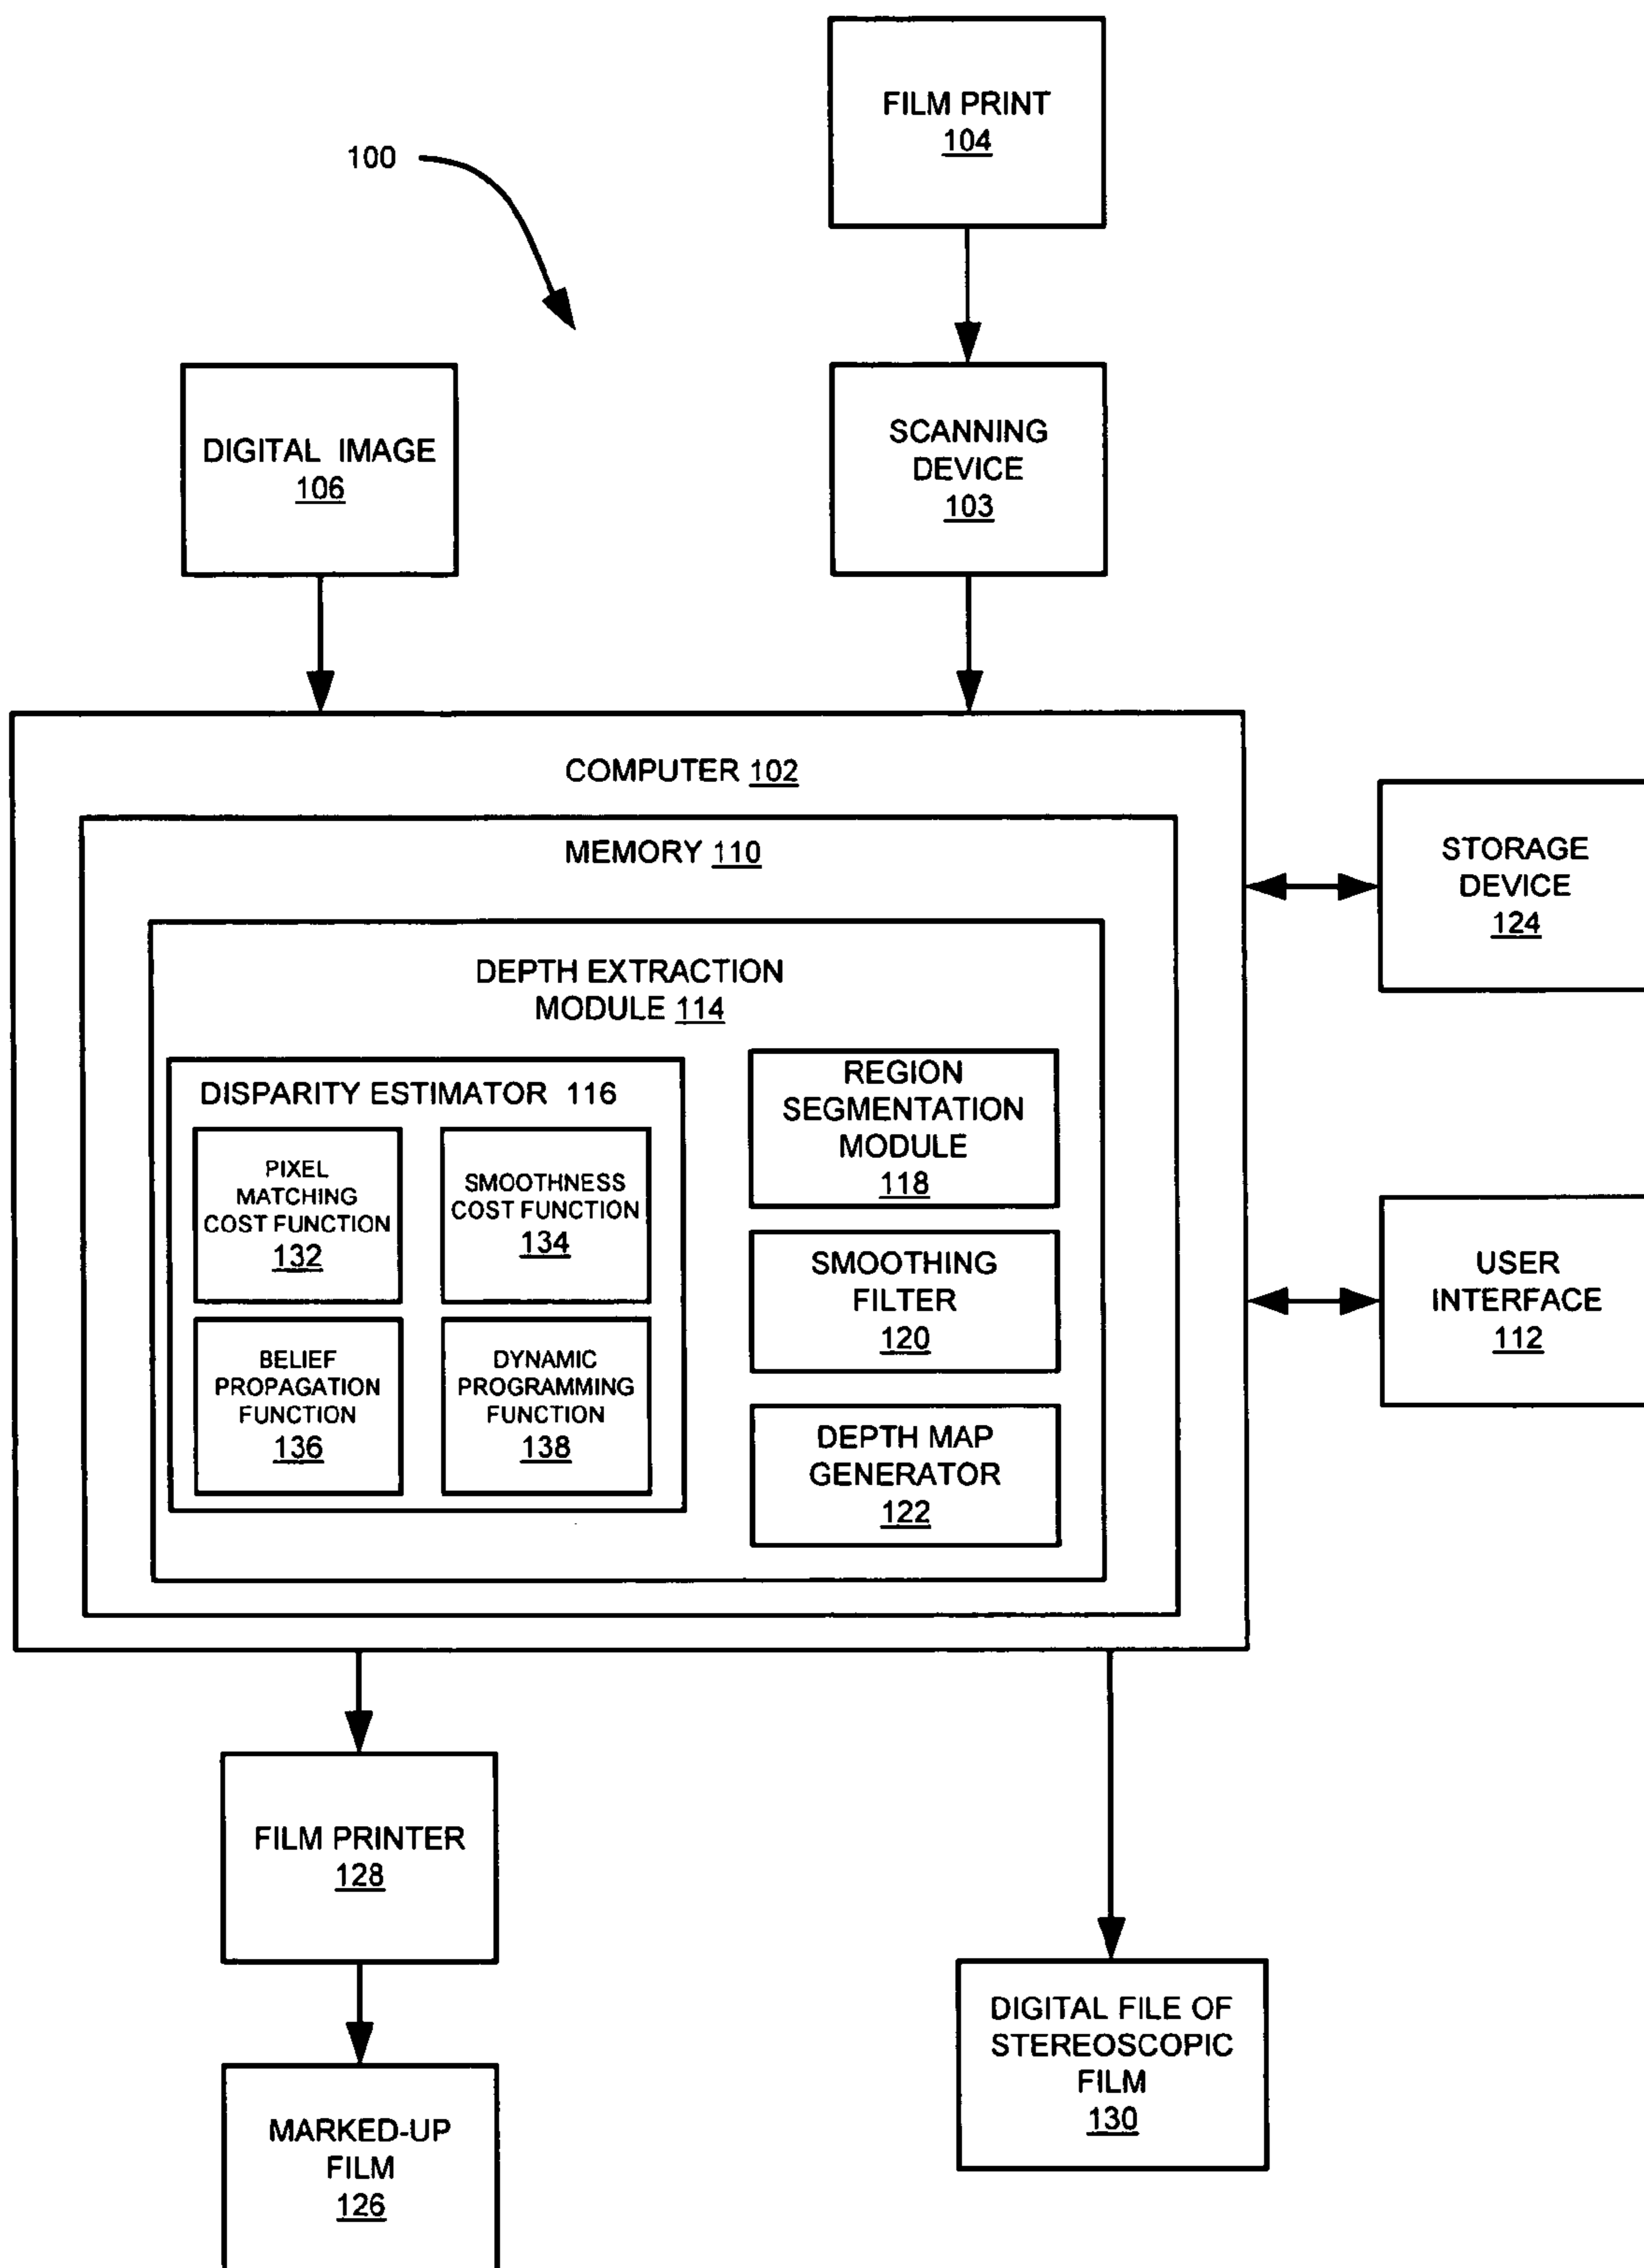 FILM PRINT
104
100
DIGITAL IMAGE
106
SCANNING
DEVICE
103
COMPUTER 102
MEMORY 110
STORAGE
DEVICE
124
DEPTH EXTRACTION
MODULE 114
DISPARITY ESTIMATOR 116
PIXEL
MATCHING
COST FUNCTION
132
SMOOTHNESS
COST FUNCTION
134
BELIEF
PROPAGATION
FUNCTION
136
DYNAMIC
PROGRAMMING
FUNCTION
138
REGION
SEGMENTATION
MODULE
118
SMOOTHING
FILTER
120
DEPTH MAP
GENERATOR
122
USER
INTERFACE
112
FILM PRINTER
128
MARKED-UP
FILM
126
DIGITAL FILE OF
STEREOSCOPIC
FILM
130